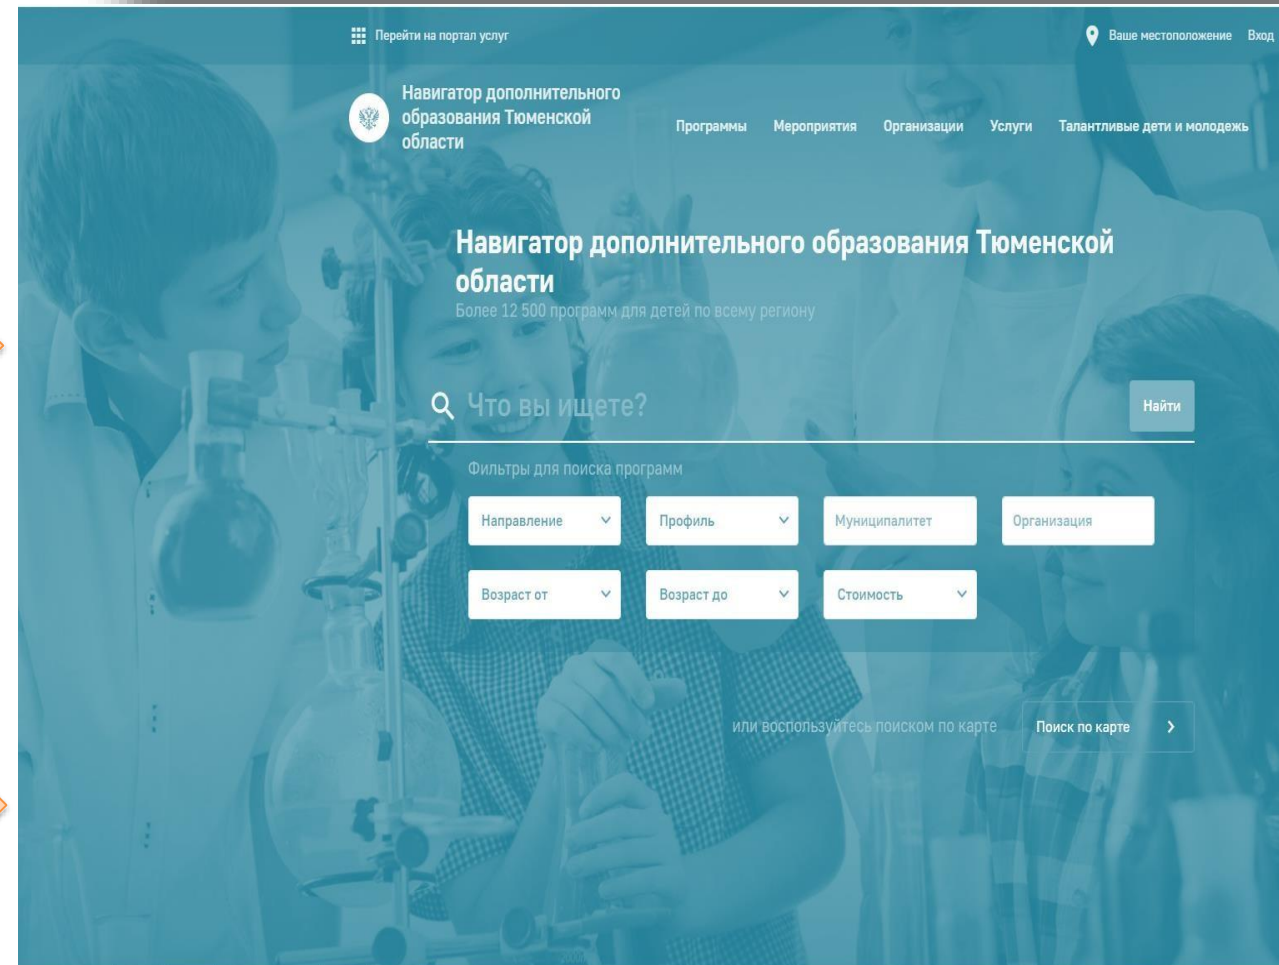 Перейти на портал услуг
Ваше местоположение Вход
Навигатор дополнительного
образования Тюменской
области
Программы Мероприятия Организации Услуги Талантливые дети и молодежь
Навигатор дополнительного образования Тюменской
области
Более 12 500 программ для детей по всему региону
Что вы ищете?
Найти
Фильтры для поиска программ
Направление Профиль Муниципалитет Организация
Возраст от Возраст до Стоимость
или воспользуйтесь поиском по карте Поиск по карте